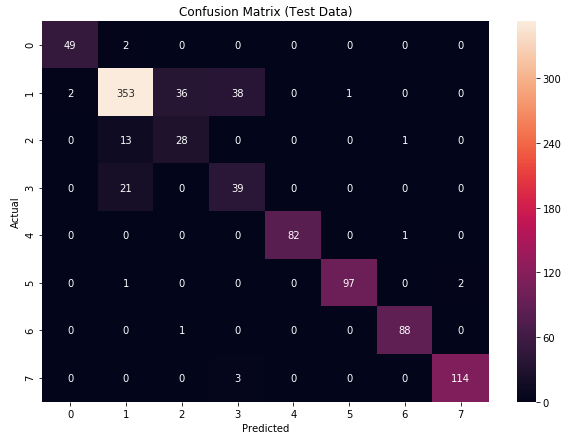 Confusion Matrix (Test Data)
0 49 2 0 0 0 0 0 0
1 2 353 36 38 0 1 0 0
2 0 13 28 0 0 0 1 0
3 0 21 0 39 0 0 0 0
4 0 0 0 0 82 0 1 0
5 0 1 0 0 0 97 0 2
6 0 0 1 0 0 0 88 0
7 0 0 0 3 0 0 0 114
0 1 2 3 4 5 6 7
Predicted
Actual
300
240
180
120
60
0